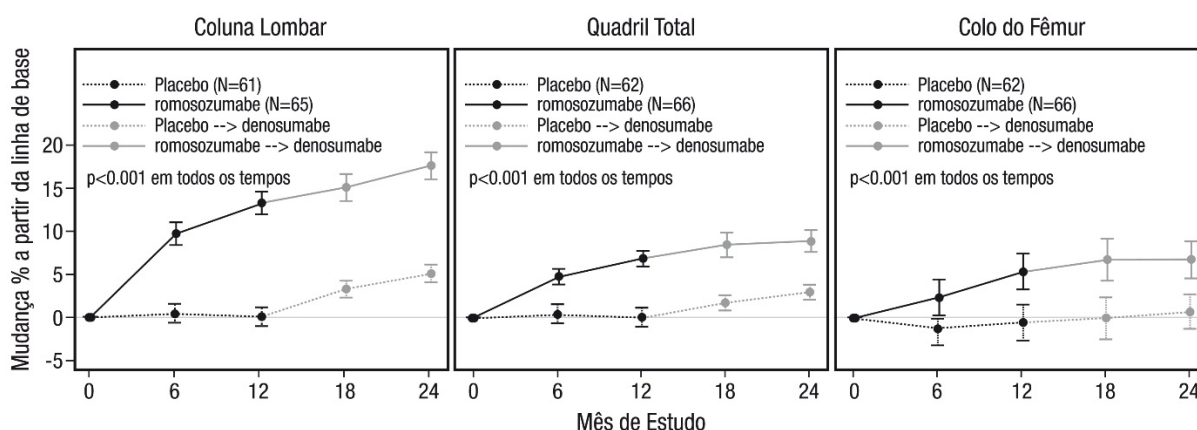 Coluna Lombar
Quadril Total
Colo do Fêmur
Mudança % a partir da linha de base
20
15
10
5
0
-5
Placebo (N=61)
romosozumabe (N=65)
Placebo --> denosumabe
romosozumabe --> denosumabe
p<0.001 em todos os tempos
0 6 12 18 24
Placebo (N=62)
romosozumabe (N=66)
Placebo --> denosumabe
romosozumabe --> denosumabe
p<0.001 em todos os tempos
0 6 12 18 24
Placebo (N=62)
romosozumabe (N=66)
Placebo --> denosumabe
romosozumabe --> denosumabe
p<0.001 em todos os tempos
0 6 12 18 24
Mês de Estudo